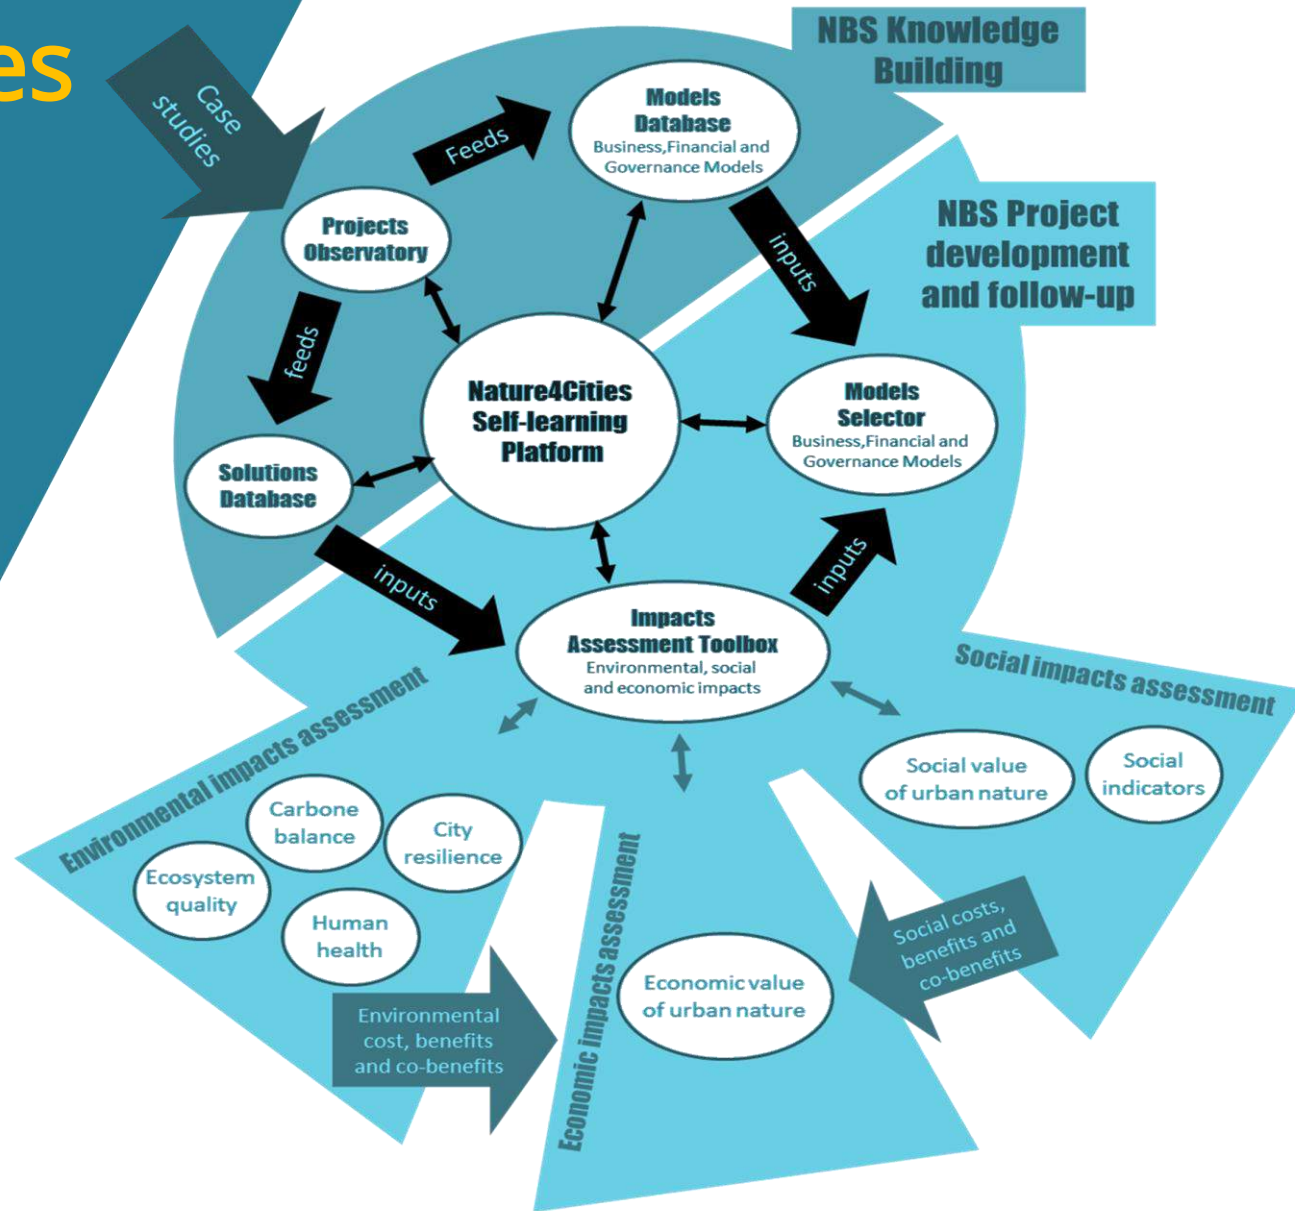 es
Case
studies
NBS Knowledge
Building
Models
Database
Business,Financial and
Governance Models
Feeds
Projects
Observatory
NBS Project
development
and follow-up
inputs
feeds
Nature4Cities
Self-learning
Platform
Models
Selector
Business,Financial and
Governance Models
Solutions
Database
inputs
inputs
Impacts
Assessment Toolbox
Environmental, social
and economic impacts
Social impacts assessment
Environmental impacts assessment
Social value
of urban nature
Social
indicators
Carbone
balance
City
resilience
Ecosystem
quality
Human
health
Economic impacts assessment
Social costs,
benefits and
co-benefits
Economic value
of urban nature
Environmental
cost, benefits
and co-benefits